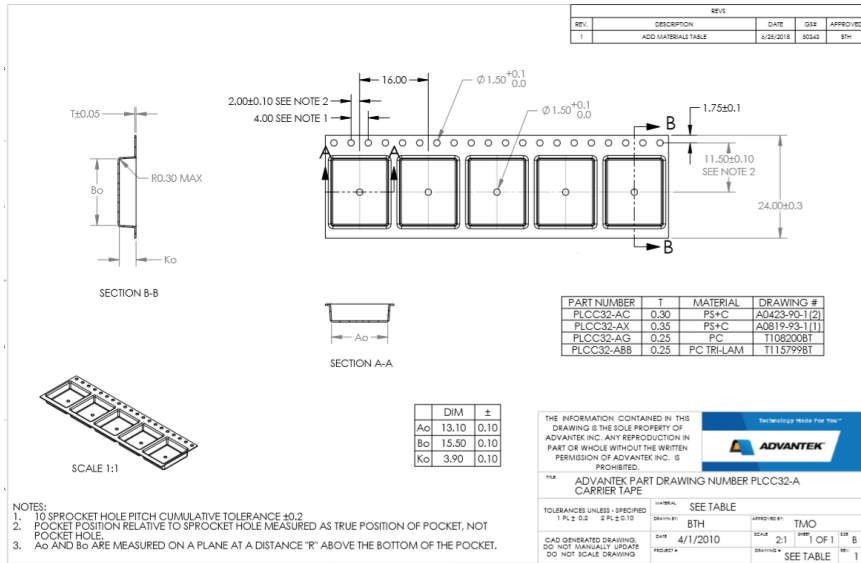 REVS
REV. DESCRIPTION DATE GS# APPROVED
1 ADD MATERIALS TABLE 6/25/2018 50343 BTH
16.00
Ø1.50 +0.1 0.0
2.00±0.10 SEE NOTE 2
4.00 SEE NOTE 1
Ø1.50 +0.1 0.0
B
1.75±0.1
T±0.05
A A
11.50±0.10
SEE NOTE 2
R0.30 MAX
Bo
24.00±0.3
B
Ko
SECTION B-B
Ao
SECTION A-A
PART NUMBER T MATERIAL DRAWING #
PLCC32-AC 0.30 PS+C A0423-90-1(2)
PLCC32-AX 0.35 PS+C A0819-93-1(1)
PLCC32-AG 0.25 PC T108200BT
PLCC32-ABB 0.25 PC TRI-LAM T115799BT
SCALE 1:1
DIM ±
Ao 13.10 0.10
Bo 15.50 0.10
Ko 3.90 0.10
THE INFORMATION CONTAINED IN THIS
DRAWING IS THE SOLE PROPERTY OF
ADVANTEK INC. ANY REPRODUCTION IN
PART OR WHOLE WITHOUT THE WRITTEN
PERMISSION OF ADVANTEK INC. IS
PROHIBITED.
Technology Made For You™
ADVANTEK
TITLE:
ADVANTEK PART DRAWING NUMBER PLCC32-A
CARRIER TAPE
TOLERANCES UNLESS - SPECIFIED
1 PL ± 0.2 2 PL ± 0.10
MATERIAL SEE TABLE
DRAWN BY: BTH APPROVED BY: TMO
CAD GENERATED DRAWING,
DO NOT MANUALLY UPDATE
DO NOT SCALE DRAWING
DATE 4/1/2010 SCALE 2:1 SHEET 1 OF 1 SIZE B
PROJECT # DRAWING # SEE TABLE REV. 1
NOTES:
1. 10 SPROCKET HOLE PITCH CUMULATIVE TOLERANCE ±0.2
2. POCKET POSITION RELATIVE TO SPROCKET HOLE MEASURED AS TRUE POSITION OF POCKET, NOT
POCKET HOLE.
3. Ao AND Bo ARE MEASURED ON A PLANE AT A DISTANCE "R" ABOVE THE BOTTOM OF THE POCKET.